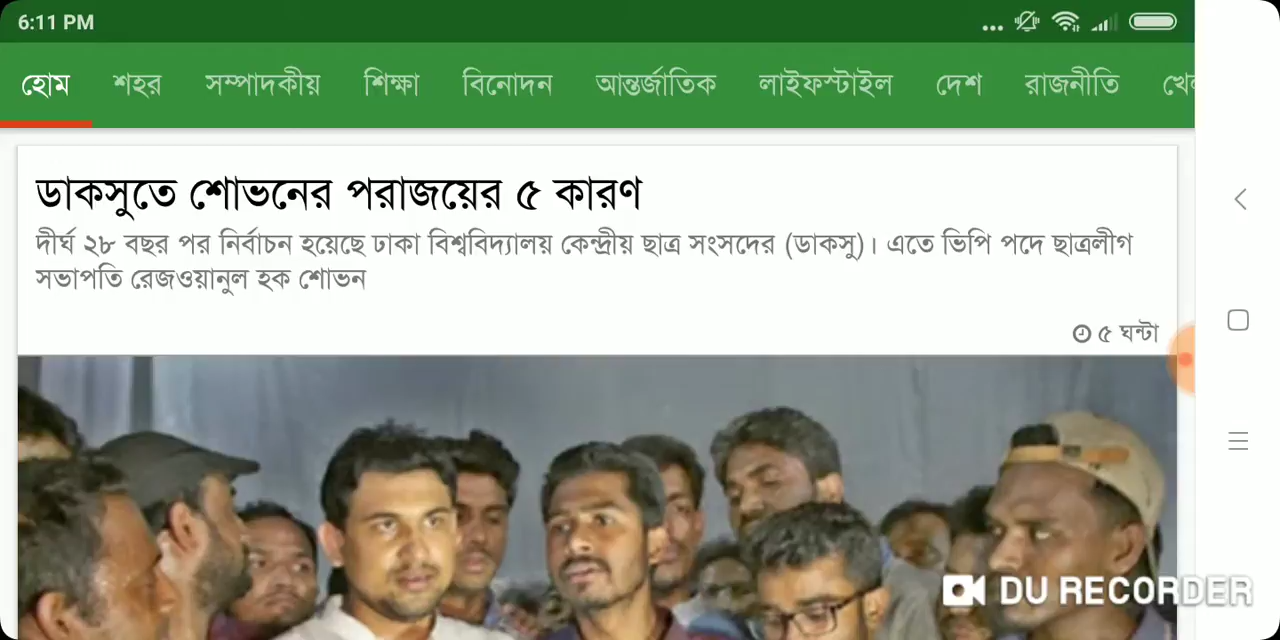 6:11 PM
হোম শহর সম্পাদকীয় শিক্ষা বিনোদন আন্তর্জাতিক লাইফস্টাইল দেশ রাজনীতি
ডাকসুতে শোভনের পরাজয়ের ৫ কারণ
দীর্ঘ ২৮ বছর পর নির্বাচন হয়েছে ঢাকা বিশ্ববিদ্যালয় কেন্দ্রীয় ছাত্র সংসদের (ডাকসু)। এতে ভিপি পদে ছাত্রলীগ
সভাপতি রেজওয়ানুল হক শোভন
৫ ঘন্টা
DU RECORDER